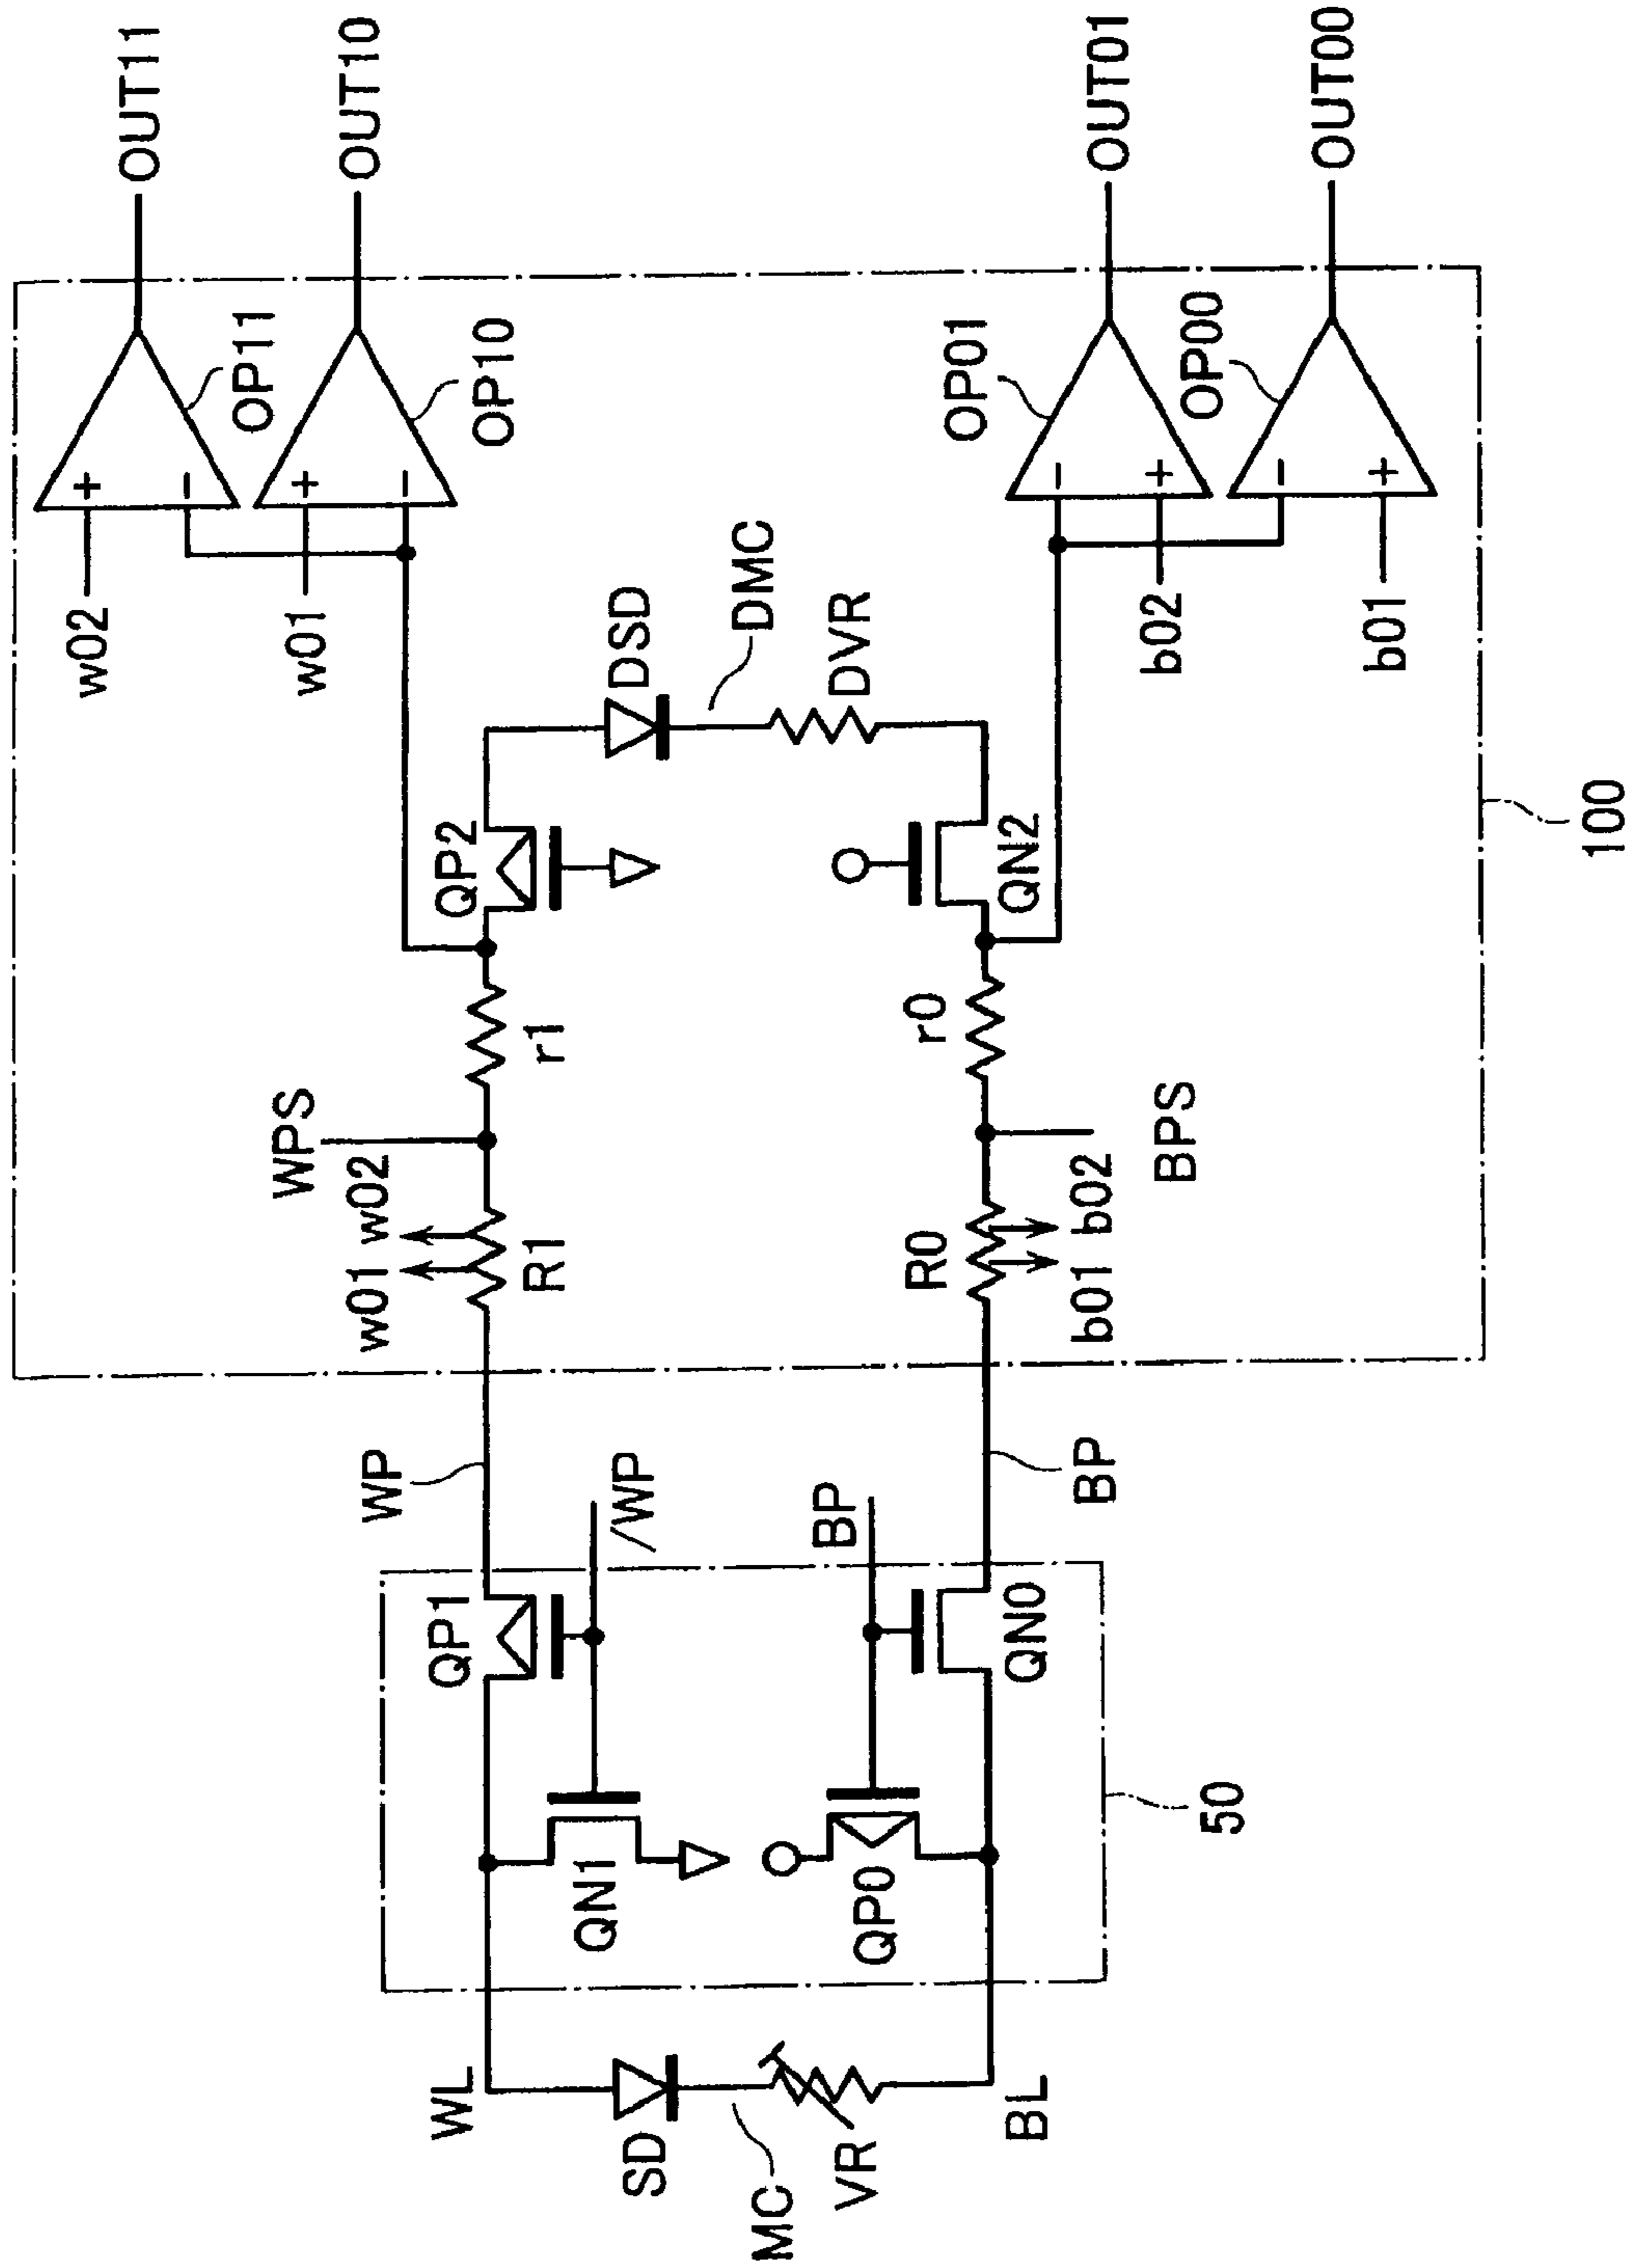 OUT11
OUT10
OUT01
OUT00
OP11
OP10
OP01
OP00
+
-
+
-
-
+
-
+
w02
w01
b02
b01
DSD
DMC
DVR
QP2
QN2
r1
r0
WPS
BPS
w01 w02
R1
R0
b01 b02
100
WP
/WP
BP
BP
QP1
QN0
QN1
QP0
50
WL
SD
MC
VR
BL